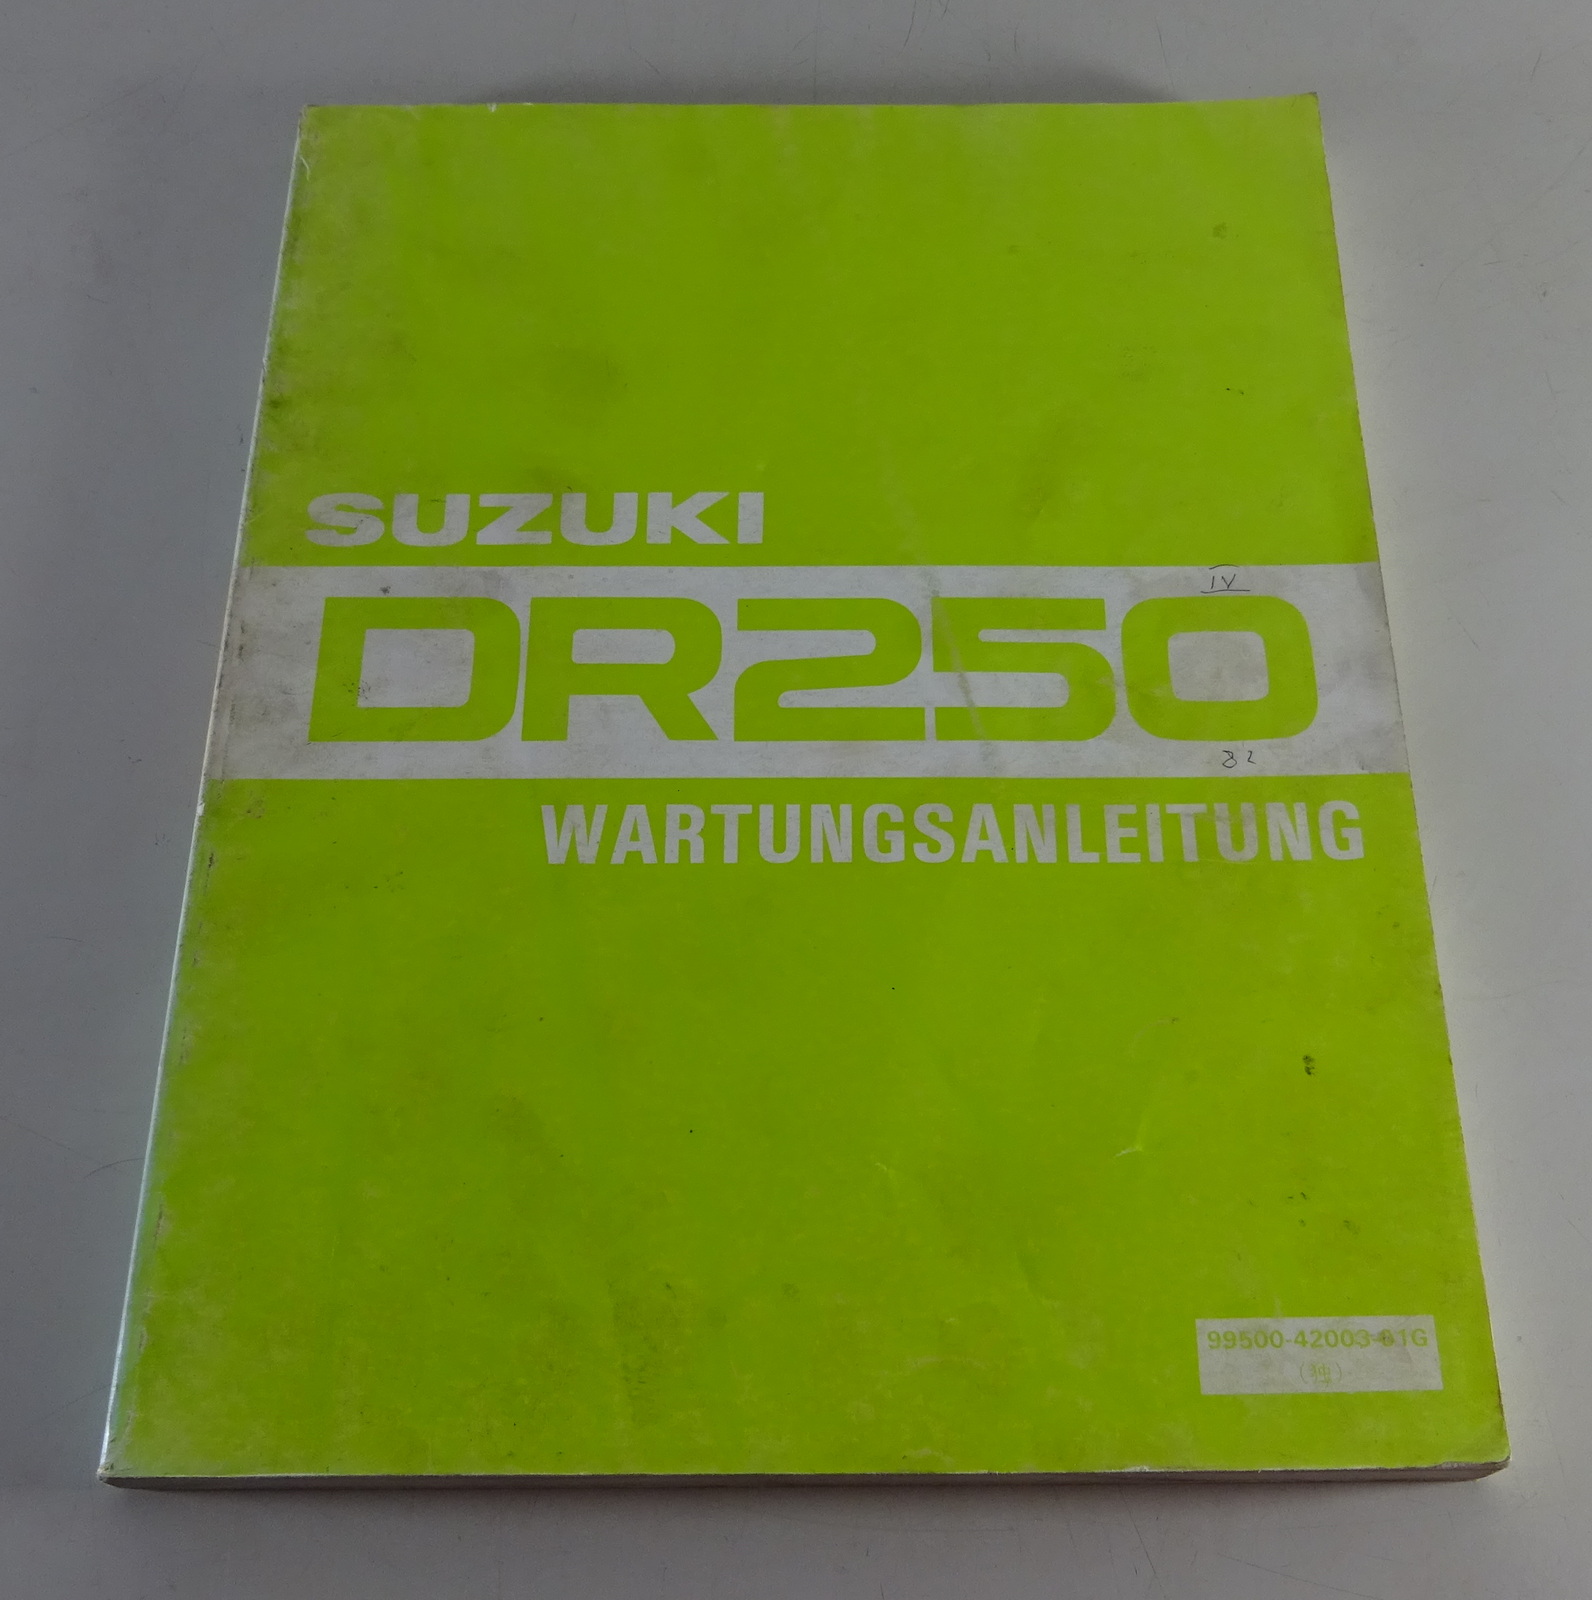 SUZUKI
IV
DR250
82
WARTUNGSANLEITUNG
99500-42003-01G
(独)